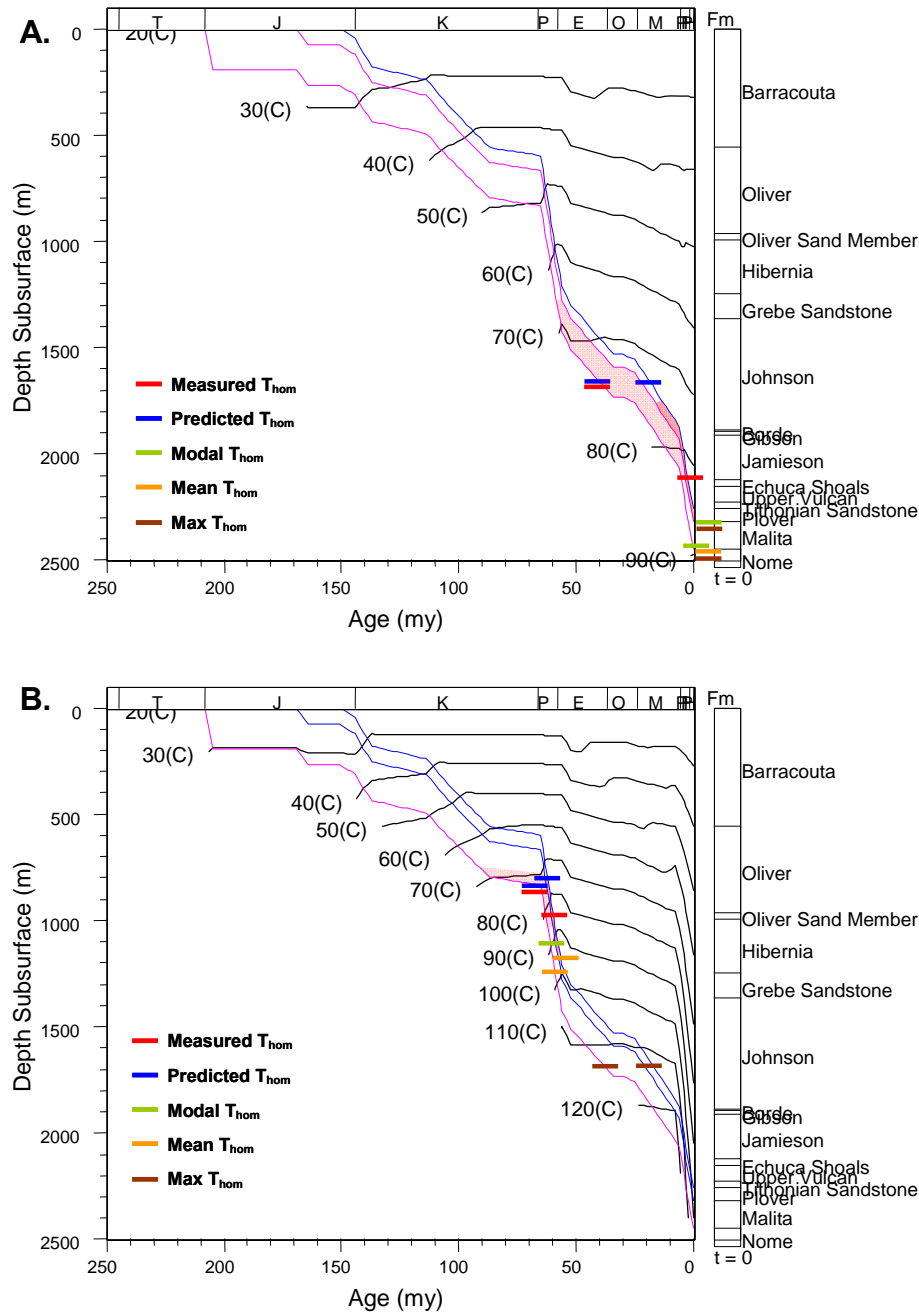 A.
T J K P E O M P P
Fm
20(C)
30(C)
40(C)
50(C)
60(C)
70(C)
80(C)
90(C)
0
500
1000
1500
2000
2500
Depth Subsurface (m)
Measured Thom
Predicted Thom
Modal Thom
Mean Thom
Max Thom
250 200 150 100 50 0
Age (my)
Barracouta
Oliver
Oliver Sand Member
Hibernia
Grebe Sandstone
Johnson
Borde
Gibson
Jamieson
Echuca Shoals
Upper Vulcan
Tithonian Sandstone
Plover
Malita
Nome
t = 0
B.
T J K P E O M P P
Fm
20(C)
30(C)
40(C)
50(C)
60(C)
70(C)
80(C)
90(C)
100(C)
110(C)
120(C)
0
500
1000
1500
2000
2500
Depth Subsurface (m)
Measured Thom
Predicted Thom
Modal Thom
Mean Thom
Max Thom
250 200 150 100 50 0
Age (my)
Barracouta
Oliver
Oliver Sand Member
Hibernia
Grebe Sandstone
Johnson
Borde
Gibson
Jamieson
Echuca Shoals
Upper Vulcan
Tithonian Sandstone
Plover
Malita
Nome
t = 0